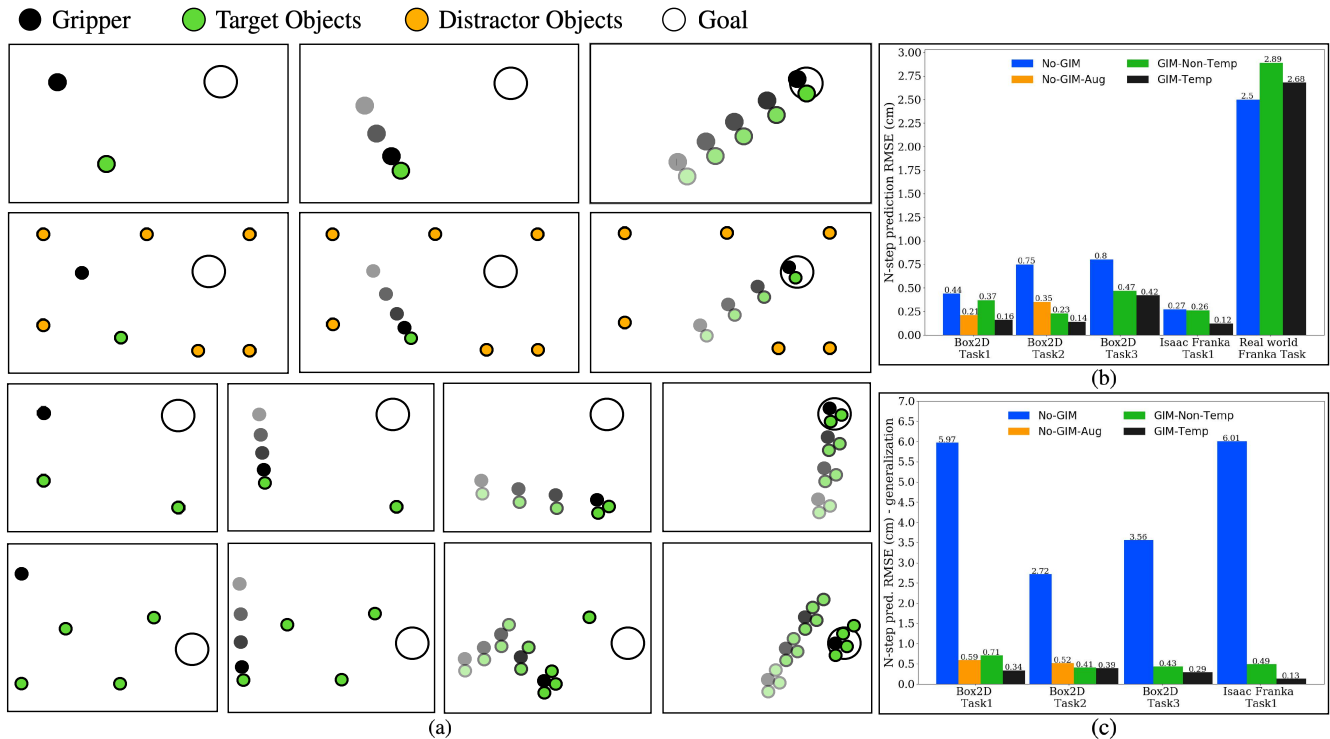 Gripper Target Objects Distractor Objects Goal
(a)
N-step prediction RMSE (cm)
3.00
2.75
2.50
2.25
2.00
1.75
1.50
1.25
1.00
0.75
0.50
0.25
0.00
No-GIM GIM-Non-Temp
No-GIM-Aug GIM-Temp
0.44 0.21 0.37 0.16
0.75 0.35 0.23 0.14
0.8 0.47 0.42
0.27 0.26 0.12
2.5 2.89 2.68
Box2D Box2D Box2D Isaac Franka Real world
Task1 Task2 Task3 Task1 Franka Task
(b)
N-step pred. RMSE (cm) - generalization
7.0
6.5
6.0
5.5
5.0
4.5
4.0
3.5
3.0
2.5
2.0
1.5
1.0
0.5
0.0
No-GIM GIM-Non-Temp
No-GIM-Aug GIM-Temp
5.97 0.59 0.71 0.34
2.72 0.52 0.41 0.39
3.56 0.43 0.29
6.01 0.49 0.13
Box2D Box2D Box2D Isaac Franka
Task1 Task2 Task3 Task1
(c)